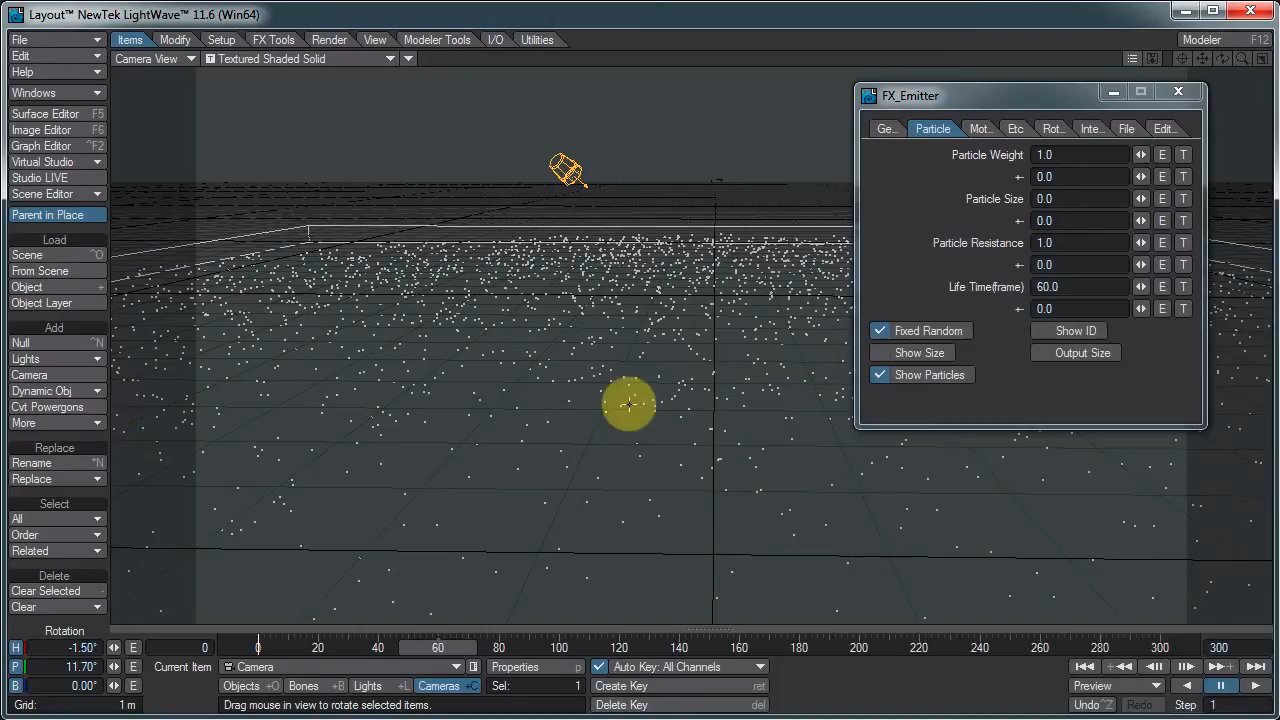 Layout™ NewTek LightWave™ 11.6 (Win64)
File
Edit
Help
Windows
Surface Editor F5
Image Editor F6
Graph Editor ^F2
Virtual Studio
Studio LIVE
Scene Editor
Parent in Place
Load
Scene ^O
From Scene
Object +
Object Layer
Add
Null ^N
Lights
Camera
Dynamic Obj
Cvt Powergons
More
Replace
Rename ^N
Replace
Select
All
Order
Related
Delete
Clear Selected -
Clear
Items Modify Setup FX Tools Render View Modeler Tools I/O Utilities
Modeler F12
Camera View T Textured Shaded Solid
FX_Emitter
Ge... Particle Mot... Etc Rot... Inte... File Edit...
Particle Weight 1.0 E T
+- 0.0 E T
Particle Size 0.0 E T
+- 0.0 E T
Particle Resistance 1.0 E T
+- 0.0 E T
Life Time(frame) 60.0 E T
+- 0.0 E T
Fixed Random Show ID
Show Size Output Size
Show Particles
Rotation
H -1.50° E
P 11.70° E
B 0.00° E
Grid: 1 m
0 0 20 40 60 80 100 120 140 160 180 200 220 240 260 280 300 300
Current Item Camera Properties p Auto Key: All Channels
Objects +O Bones +B Lights +L Cameras +C Sel: 1 Create Key ret
Drag mouse in view to rotate selected items. Delete Key del
Preview
Undo ^Z Redo Step 1